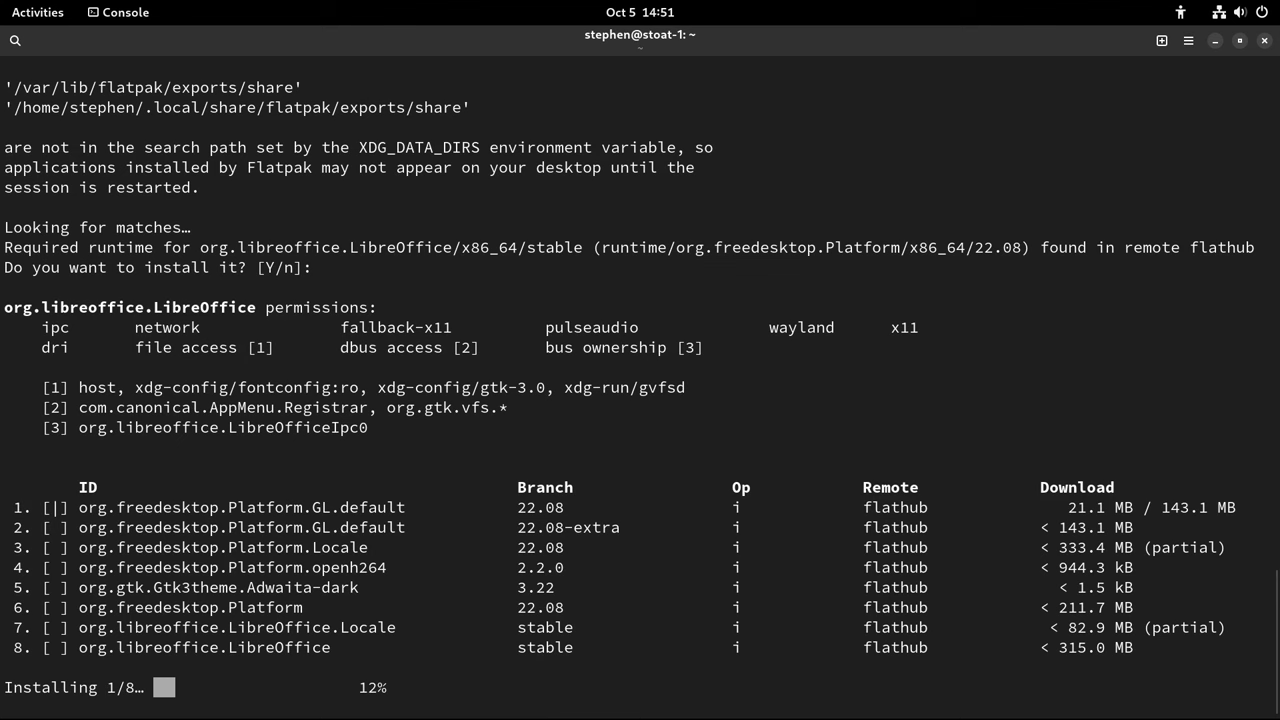 Activities Console Oct 5 14:51
stephen@stoat-1: ~
~
'/var/lib/flatpak/exports/share'
'/home/stephen/.local/share/flatpak/exports/share'
are not in the search path set by the XDG_DATA_DIRS environment variable, so
applications installed by Flatpak may not appear on your desktop until the
session is restarted.
Looking for matches…
Required runtime for org.libreoffice.LibreOffice/x86_64/stable (runtime/org.freedesktop.Platform/x86_64/22.08) found in remote flathub
Do you want to install it? [Y/n]:
org.libreoffice.LibreOffice permissions:
ipc network fallback-x11 pulseaudio wayland x11
dri file access [1] dbus access [2] bus ownership [3]
[1] host, xdg-config/fontconfig:ro, xdg-config/gtk-3.0, xdg-run/gvfsd
[2] com.canonical.AppMenu.Registrar, org.gtk.vfs.*
[3] org.libreoffice.LibreOfficeIpc0
ID Branch Op Remote Download
1. [|] org.freedesktop.Platform.GL.default 22.08 i flathub 21.1 MB / 143.1 MB
2. [ ] org.freedesktop.Platform.GL.default 22.08-extra i flathub < 143.1 MB
3. [ ] org.freedesktop.Platform.Locale 22.08 i flathub < 333.4 MB (partial)
4. [ ] org.freedesktop.Platform.openh264 2.2.0 i flathub < 944.3 kB
5. [ ] org.gtk.Gtk3theme.Adwaita-dark 3.22 i flathub < 1.5 kB
6. [ ] org.freedesktop.Platform 22.08 i flathub < 211.7 MB
7. [ ] org.libreoffice.LibreOffice.Locale stable i flathub < 82.9 MB (partial)
8. [ ] org.libreoffice.LibreOffice stable i flathub < 315.0 MB
Installing 1/8… 12%